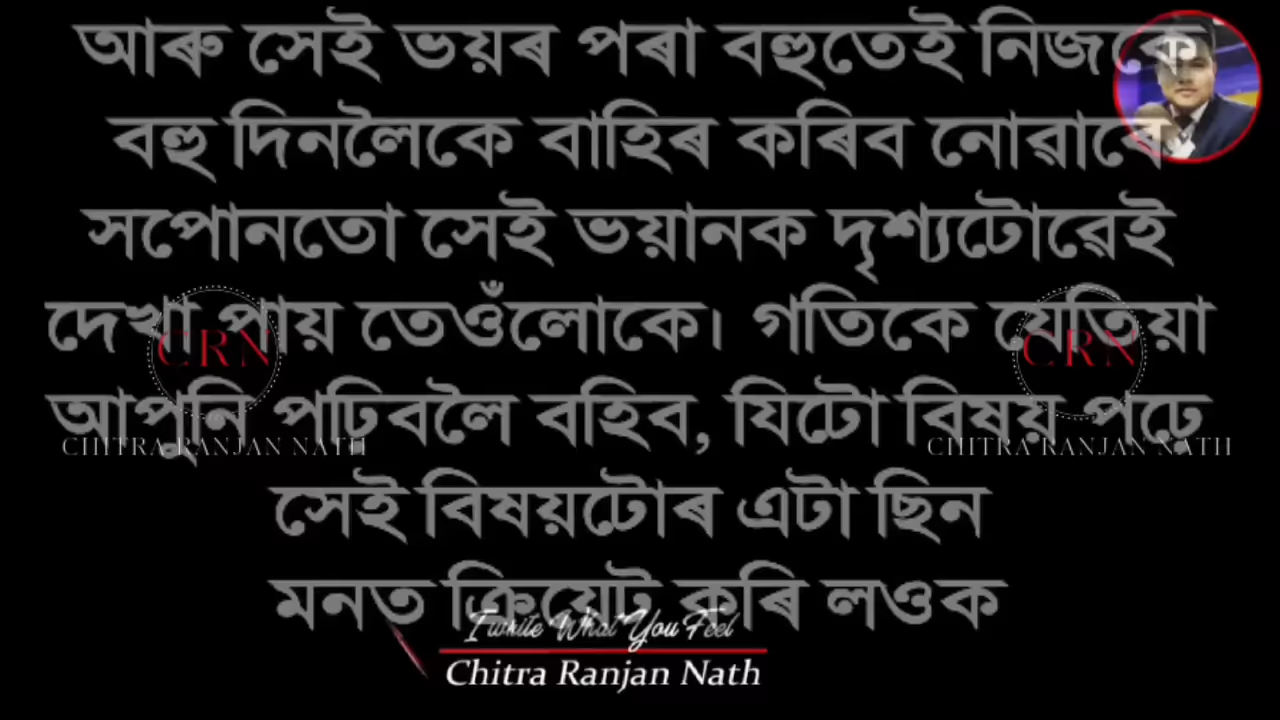 আৰু সেই ভয়ৰ পৰা বহুতেই নিজকে
বহু দিনলৈকে বাহিৰ কৰিব নোৱাৰে
সপোনতো সেই ভয়ানক দৃশ্যটোৱেই
দেখা পায় তেওঁলোকে। গতিকে যেতিয়া
আপুনি পঢিবলৈ বহিব, যিটো বিষয় পঢে
সেই বিষয়টোৰ এটা ছিন
মনত ক্ৰিয়েট কৰি লওক
CRN
CHITRA RANJAN NATH
CRN
CHITRA RANJAN NATH
I write What You Feel
Chitra Ranjan Nath